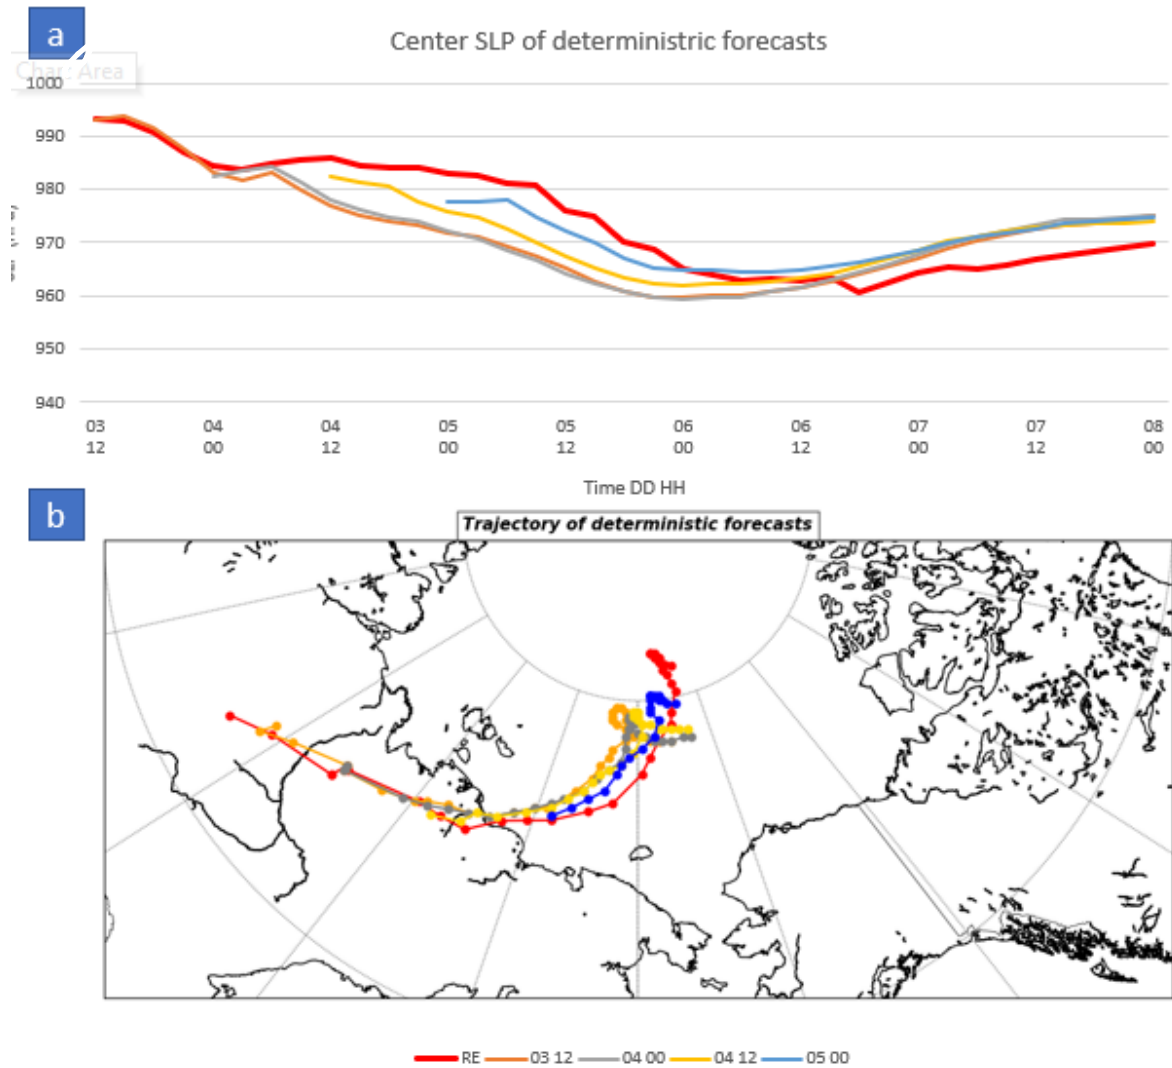 a
Center SLP of deterministric forecasts
Area
1000
990
980
970
960
950
940
03 04 04 05 05 06 06 07 07 08
12 00 12 00 12 00 12 00 12 00
Time DD HH
b
Trajectory of deterministic forecasts
RE 03 12 04 00 04 12 05 00